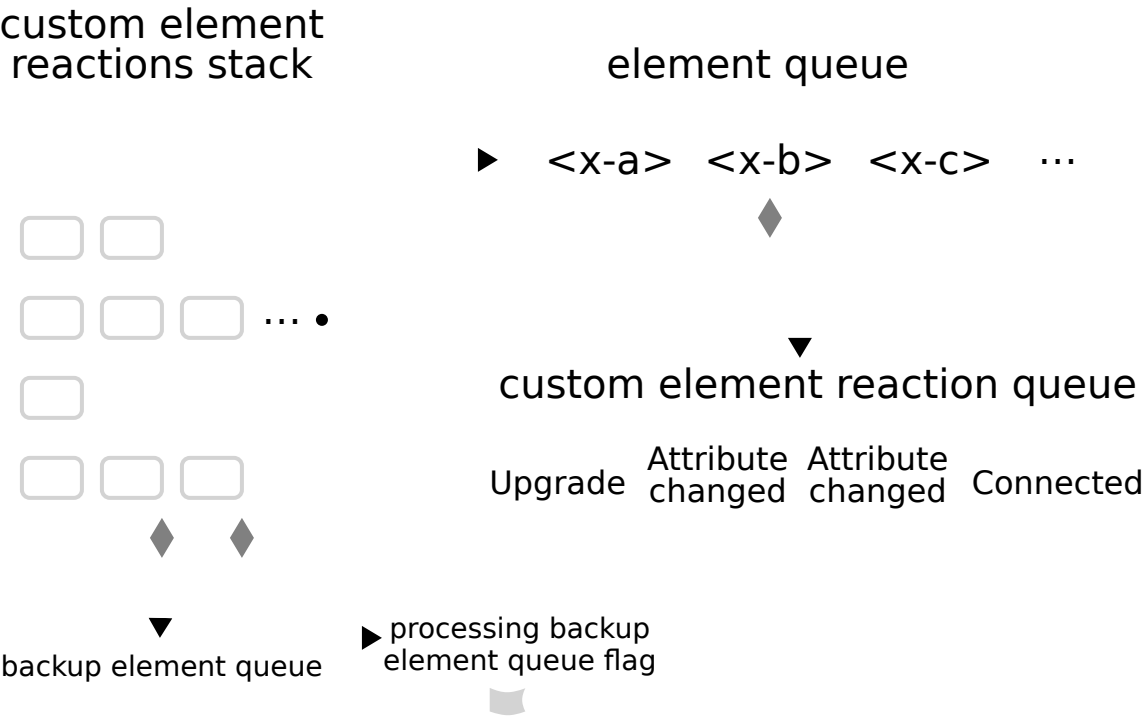 custom element
reactions stack
element queue
<x-a> <x-b> <x-c> ...
...
custom element reaction queue
Upgrade
Attribute
changed
Attribute
changed
Connected
backup element queue
processing backup
element queue flag